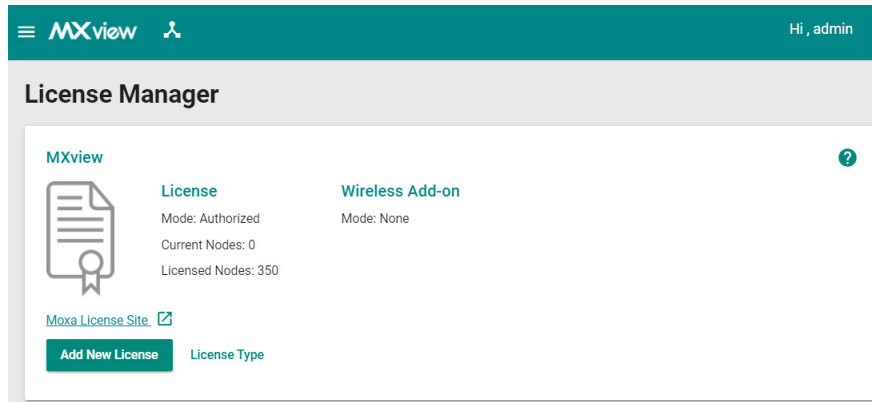 MXview
Hi , admin
License Manager
MXview
License
Wireless Add-on
Mode: Authorized
Mode: None
Current Nodes: 0
Licensed Nodes: 350
Moxa License Site
Add New License
License Type